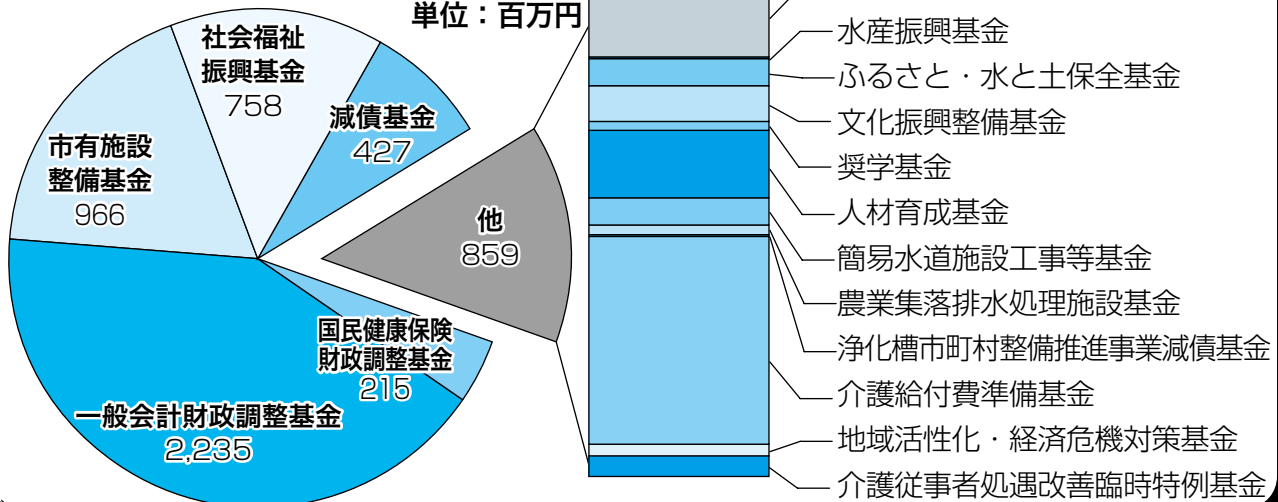 単位：百万円
社会福祉
振興基金
758
減債基金
427
市有施設
整備基金
966
他
859
国民健康保険
財政調整基金
215
一般会計財政調整基金
2,235
水産振興基金
ふるさと・水と土保全基金
文化振興整備基金
奨学基金
人材育成基金
簡易水道施設工事等基金
農業集落排水処理施設基金
浄化槽市町村整備推進事業減債基金
介護給付費準備基金
地域活性化・経済危機対策基金
介護従事者処遇改善臨時特例基金